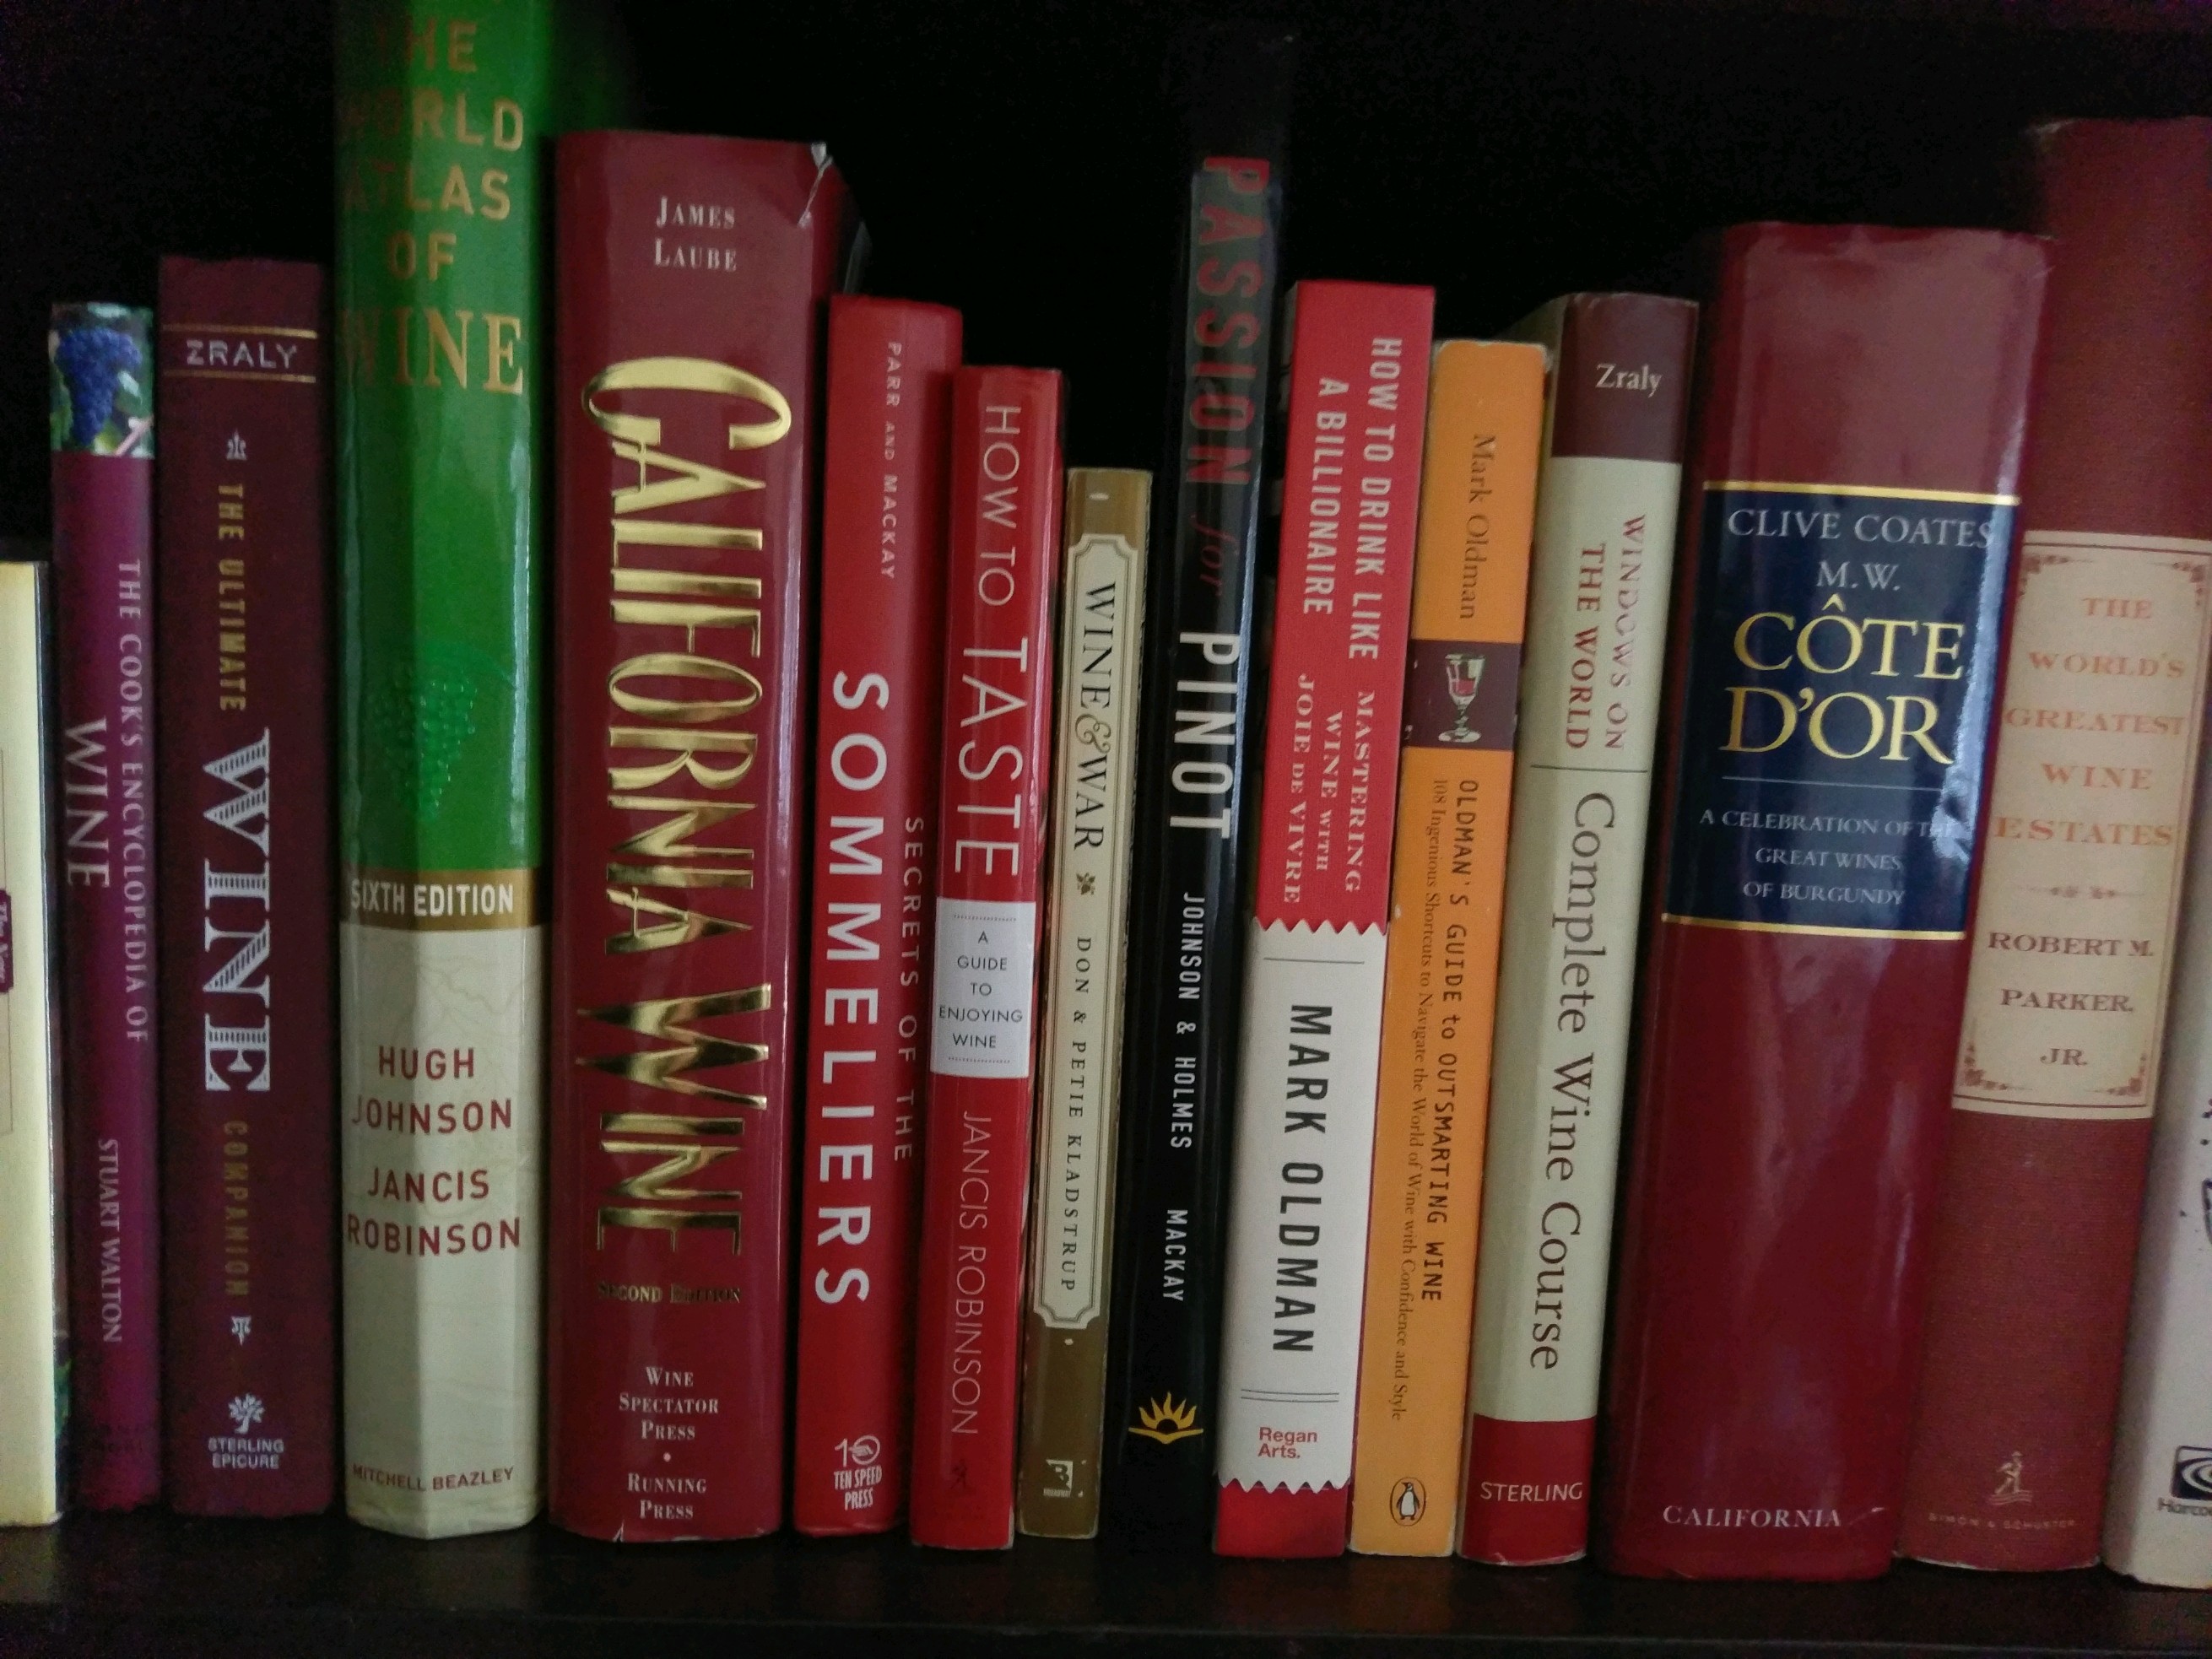 The New
THE COOK'S ENCYCLOPEDIA OF
WINE
STUART WALTON
ZRALY
THE ULTIMATE
WINE
COMPANION
STERLING
EPICURE
THE
WORLD
ATLAS
OF
WINE
SIXTH EDITION
HUGH
JOHNSON
JANCIS
ROBINSON
MITCHELL BEAZLEY
JAMES
LAUBE
CALIFORNIA WINE
SECOND EDITION
WINE
SPECTATOR
PRESS
•
RUNNING
PRESS
PARR AND MACKAY
SECRETS OF THE
SOMMELIERS
10
TEN SPEED
PRESS
HOW TO TASTE
A
GUIDE
TO
ENJOYING
WINE
JANCIS ROBINSON
WINE & WAR
DON & PETIE KLADSTRUP
PASSION for PINOT
JOHNSON & HOLMES MACKAY
HOW TO DRINK LIKE
A BILLIONAIRE
MASTERING
WINE WITH
JOIE DE VIVRE
MARK OLDMAN
Regan
Arts.
Mark Oldman
OLDMAN'S GUIDE to OUTSMARTING WINE
108 Ingenious Shortcuts to Navigate the World of Wine with Confidence and Style
Zraly
WINDOWS ON
THE WORLD
Complete Wine Course
STERLING
CLIVE COATES
M.W.
CÔTE
D'OR
A CELEBRATION OF THE
GREAT WINES
OF BURGUNDY
CALIFORNIA
THE
WORLD'S
GREATEST
WINE
ESTATES
ROBERT M.
PARKER,
JR.
SIMON & SCHUSTER